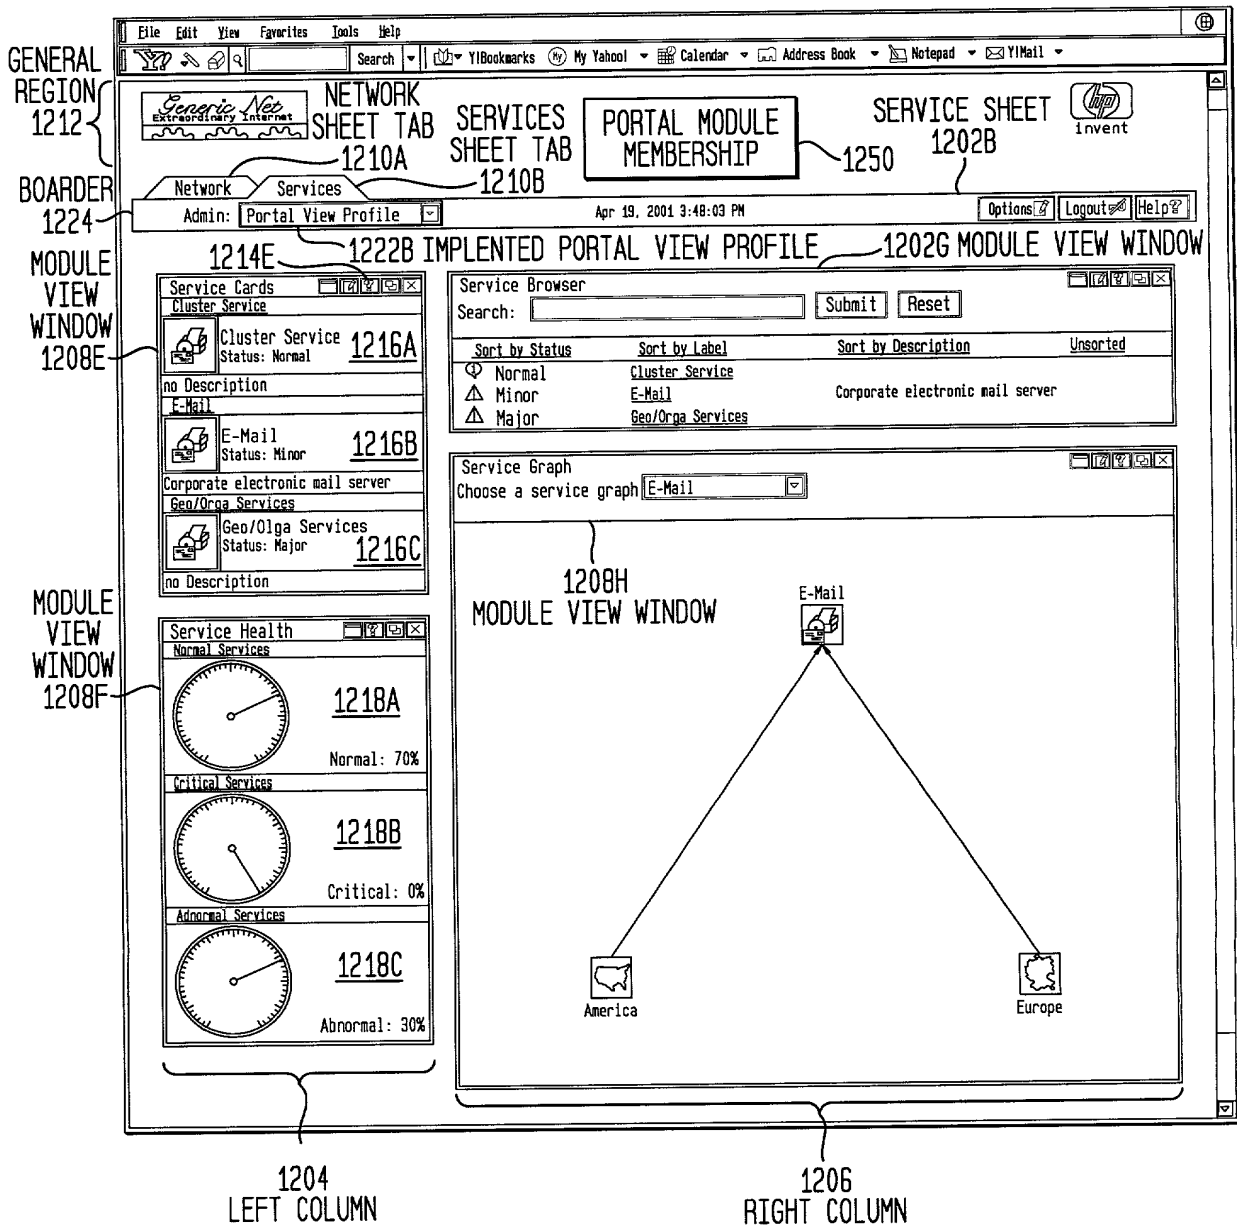 File Edit View Favorites Tools Help
Y7 Search Y!Bookmarks My My Yahoo! Calendar Address Book Notepad Y!Mail
GENERAL
REGION
1212
Generic Net
Extraordinary Internet
NETWORK
SHEET TAB
1210A
SERVICES
SHEET TAB
1210B
PORTAL MODULE
MEMBERSHIP
1250
SERVICE SHEET
1202B
hp
invent
BOARDER
1224
Network Services
Admin: Portal View Profile Apr 19, 2001 3:48:03 PM Options Logout Help?
1214E
1222B IMPLENTED PORTAL VIEW PROFILE
1202G MODULE VIEW WINDOW
MODULE
VIEW
WINDOW
1208E
Service Cards
Cluster Service
Cluster Service
Status: Normal
1216A
no Description
E-Mail
E-Mail
Status: Minor
1216B
Corporate electronic mail server
Geo/Orga Services
Geo/Olga Services
Status: Major
1216C
no Description
Service Browser
Search: Submit Reset
Sort by Status Sort by Label Sort by Description Unsorted
Normal Cluster Service
Minor E-Mail Corporate electronic mail server
Major Geo/Orga Services
Service Graph
Choose a service graph E-Mail
1208H
MODULE VIEW WINDOW
E-Mail
America
Europe
MODULE
VIEW
WINDOW
1208F
Service Health
Normal Services
1218A
Normal: 70%
Critical Services
1218B
Critical: 0%
Adnormal Services
1218C
Abnormal: 30%
1204
LEFT COLUMN
1206
RIGHT COLUMN